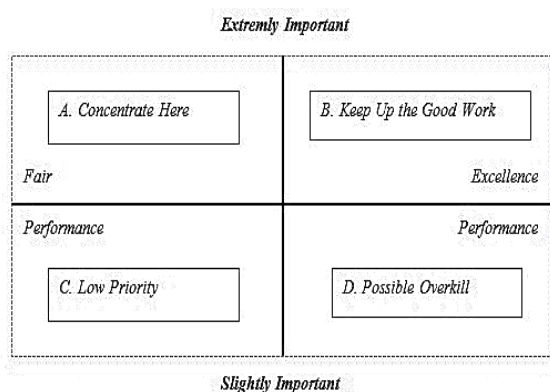 Extremly Important
A. Concentrate Here
B. Keep Up the Good Work
Fair
Excellence
Performance
Performance
C. Low Priority
D. Possible Overkill
Slightly Important